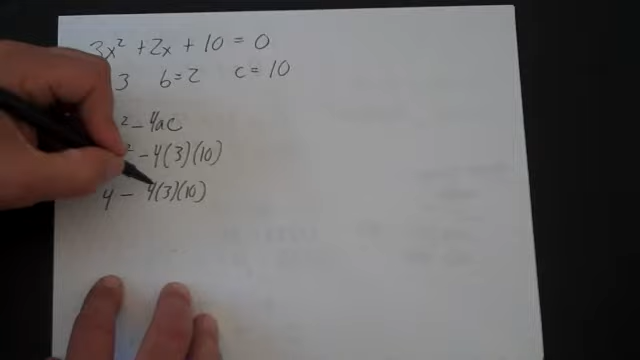 3x² + 2x + 10 = 0
3 b = 2 c = 10
² - 4ac
² - 4(3)(10)
4 - 4(3)(10)